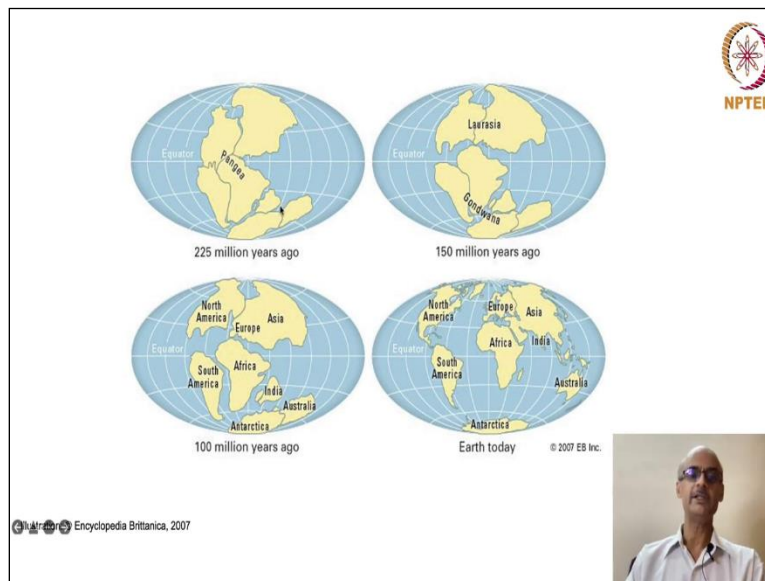 NPTEL
Equator
Pangea
225 million years ago
Laurasia
Equator
Gondwana
150 million years ago
North
America
Asia
Europe
Equator
South
America
Africa
India
Australia
Antarctica
100 million years ago
North
America
Europe
Asia
Equator
Africa
India
South
America
Australia
Antarctica
Earth today
© 2007 EB Inc.
Illustration: © Encyclopedia Brittanica, 2007